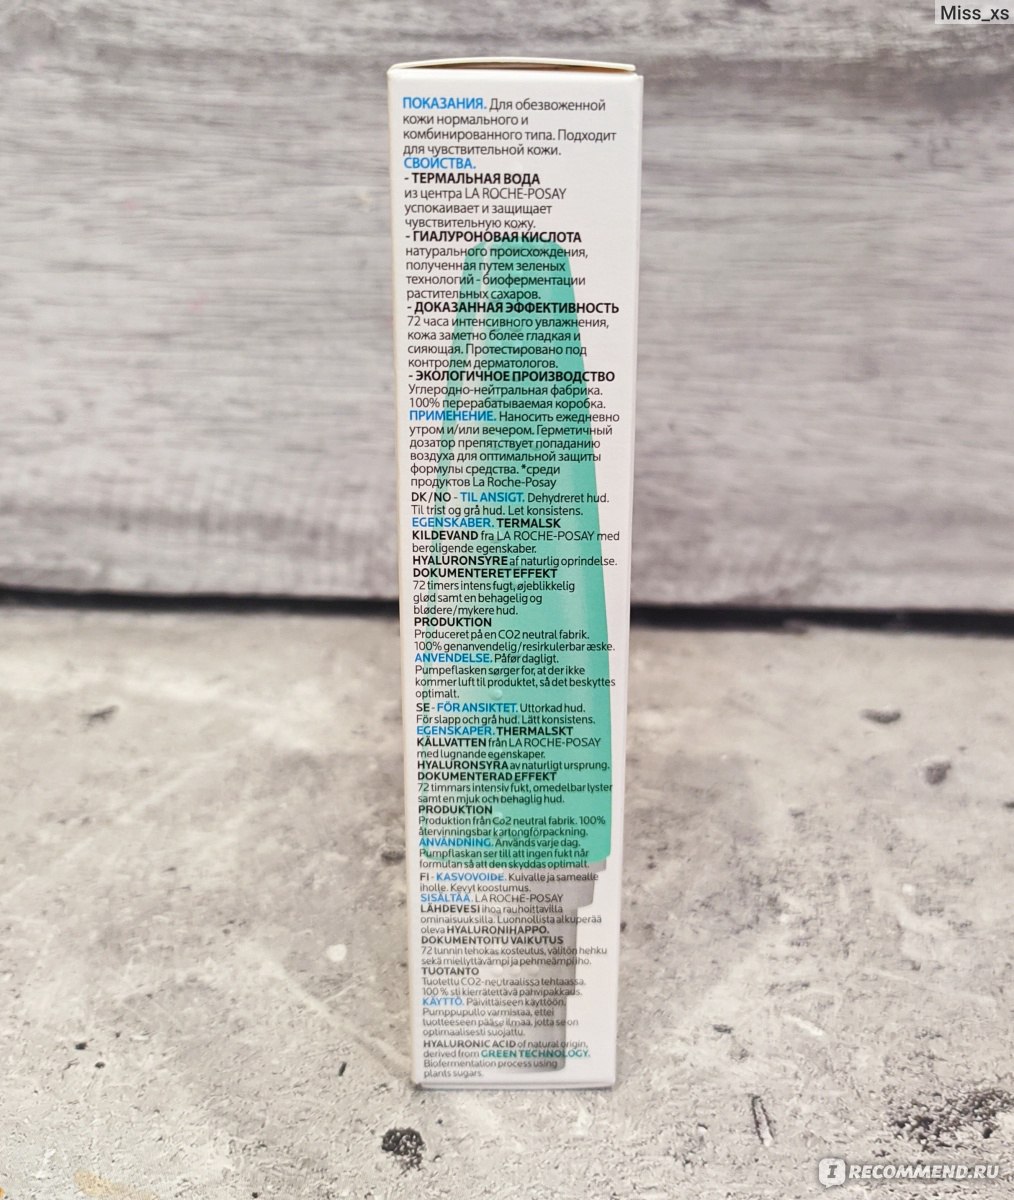 Miss_xs
ПОКАЗАНИЯ. Для обезвоженной
кожи нормального и
комбинированного типа. Подходит
для чувствительной кожи.
СВОЙСТВА.
- ТЕРМАЛЬНАЯ ВОДА
из центра LA ROCHE-POSAY
успокаивает и защищает
чувствительную кожу.
- ГИАЛУРОНОВАЯ КИСЛОТА
натурального происхождения,
полученная путем зеленых
технологий - биоферментации
растительных сахаров.
- ДОКАЗАННАЯ ЭФФЕКТИВНОСТЬ
72 часа интенсивного увлажнения,
кожа заметно более гладкая и
сияющая. Протестировано под
контролем дерматологов.
- ЭКОЛОГИЧНОЕ ПРОИЗВОДСТВО
Углеродно-нейтральная фабрика.
100% перерабатываемая коробка.
ПРИМЕНЕНИЕ. Наносить ежедневно
утром и/или вечером. Герметичный
дозатор препятствует попаданию
воздуха для оптимальной защиты
формулы средства. *среди
продуктов La Roche-Posay
DK/NO - TIL ANSIGT. Dehydreret hud.
Til trist og grå hud. Let konsistens.
EGENSKABER. TERMALSK
KILDEVAND fra LA ROCHE-POSAY med
beroligende egenskaber.
HYALURONSYRE af naturlig oprindelse.
DOKUMENTERET EFFEKT
72 timers intens fugt, øjeblikkelig
glød samt en behagelig og
blødere/mykere hud.
PRODUKTION
Produceret på en CO2 neutral fabrik.
100% genanvendelig/resirkulerbar æske.
ANVENDELSE. Påfør dagligt.
Pumpeflasken sørger for, at der ikke
kommer luft til produktet, så det beskyttes
optimalt.
SE - FÖR ANSIKTET. Uttorkad hud.
För slapp och grå hud. Lätt konsistens.
EGENSKAPER. THERMALSKT
KÄLLVATTEN från LA ROCHE-POSAY
med lugnande egenskaper.
HYALURONSYRA av naturligt ursprung.
DOKUMENTERAD EFFEKT
72 timmars intensiv fukt, omedelbar lyster
samt en mjuk och behaglig hud.
PRODUKTION
Produktion från Co2 neutral fabrik. 100%
återvinningsbar kartongförpackning.
ANVÄNDNING. Används varje dag.
Pumpflaskan ser till att ingen fukt når
formulan så att den skyddas optimalt.
FI - KASVOVOIDE. Kuivalle ja samealle
iholle. Kevyt koostumus.
SISÄLTÄÄ. LA ROCHE-POSAY
LÄHDEVESI ihoa rauhoittavilla
ominaisuuksilla. Luonnollista alkuperää
oleva HYALURONIHAPPO.
DOKUMENTOITU VAIKUTUS
72 tunnin tehokas kosteutus, välitön hehku
sekä miellyttävämpi ja pehmeämpi iho.
TUOTANTO
Tuotettu CO2-neutraalissa tehtaassa.
100% sti kierrätettävä pahvipakkaus.
KÄYTTÖ. Päivittäiseen käyttöön.
Pumppupullo varmistaa, ettei
tuotteeseen pääse ilmaa, jotta se on
optimaalisesti suojattu.
HYALURONIC ACID of natural origin,
derived from GREEN TECHNOLOGY.
Biofermentation process using
plants sugars.
IRECOMMEND.RU